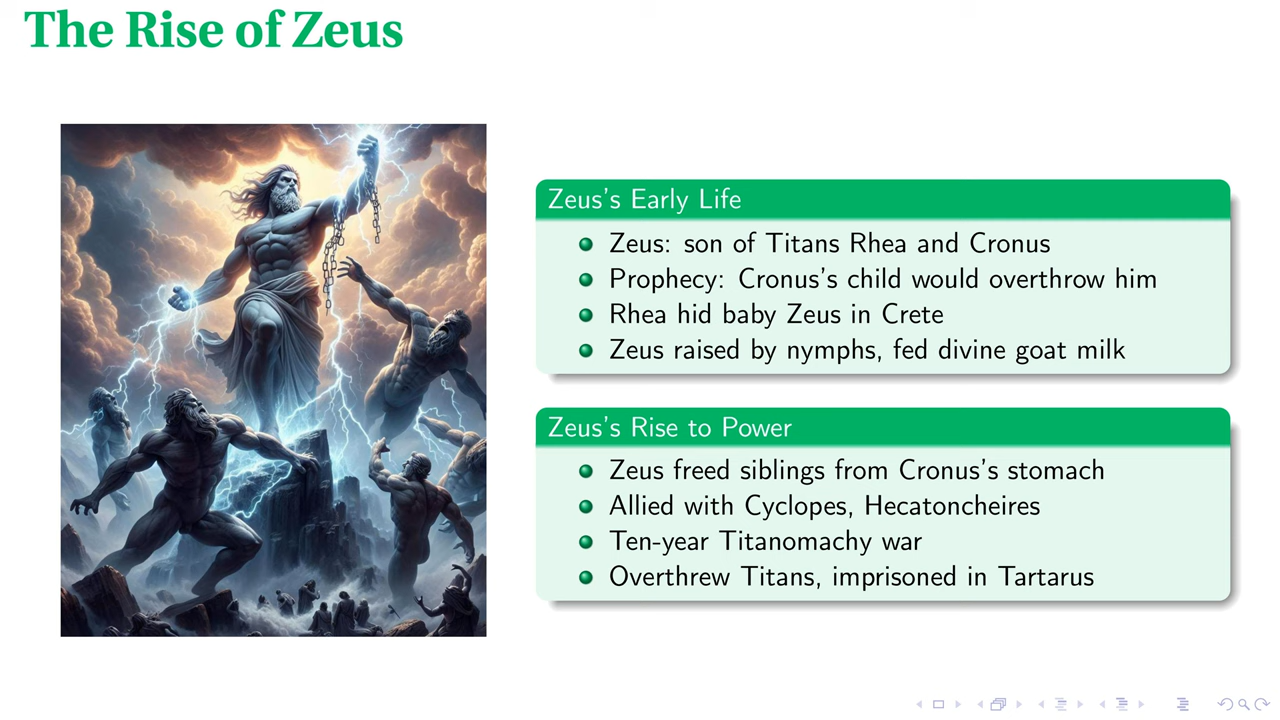 The Rise of Zeus
Zeus's Early Life
Zeus: son of Titans Rhea and Cronus
Prophecy: Cronus's child would overthrow him
Rhea hid baby Zeus in Crete
Zeus raised by nymphs, fed divine goat milk
Zeus's Rise to Power
Zeus freed siblings from Cronus's stomach
Allied with Cyclopes, Hecatoncheires
Ten-year Titanomachy war
Overthrew Titans, imprisoned in Tartarus